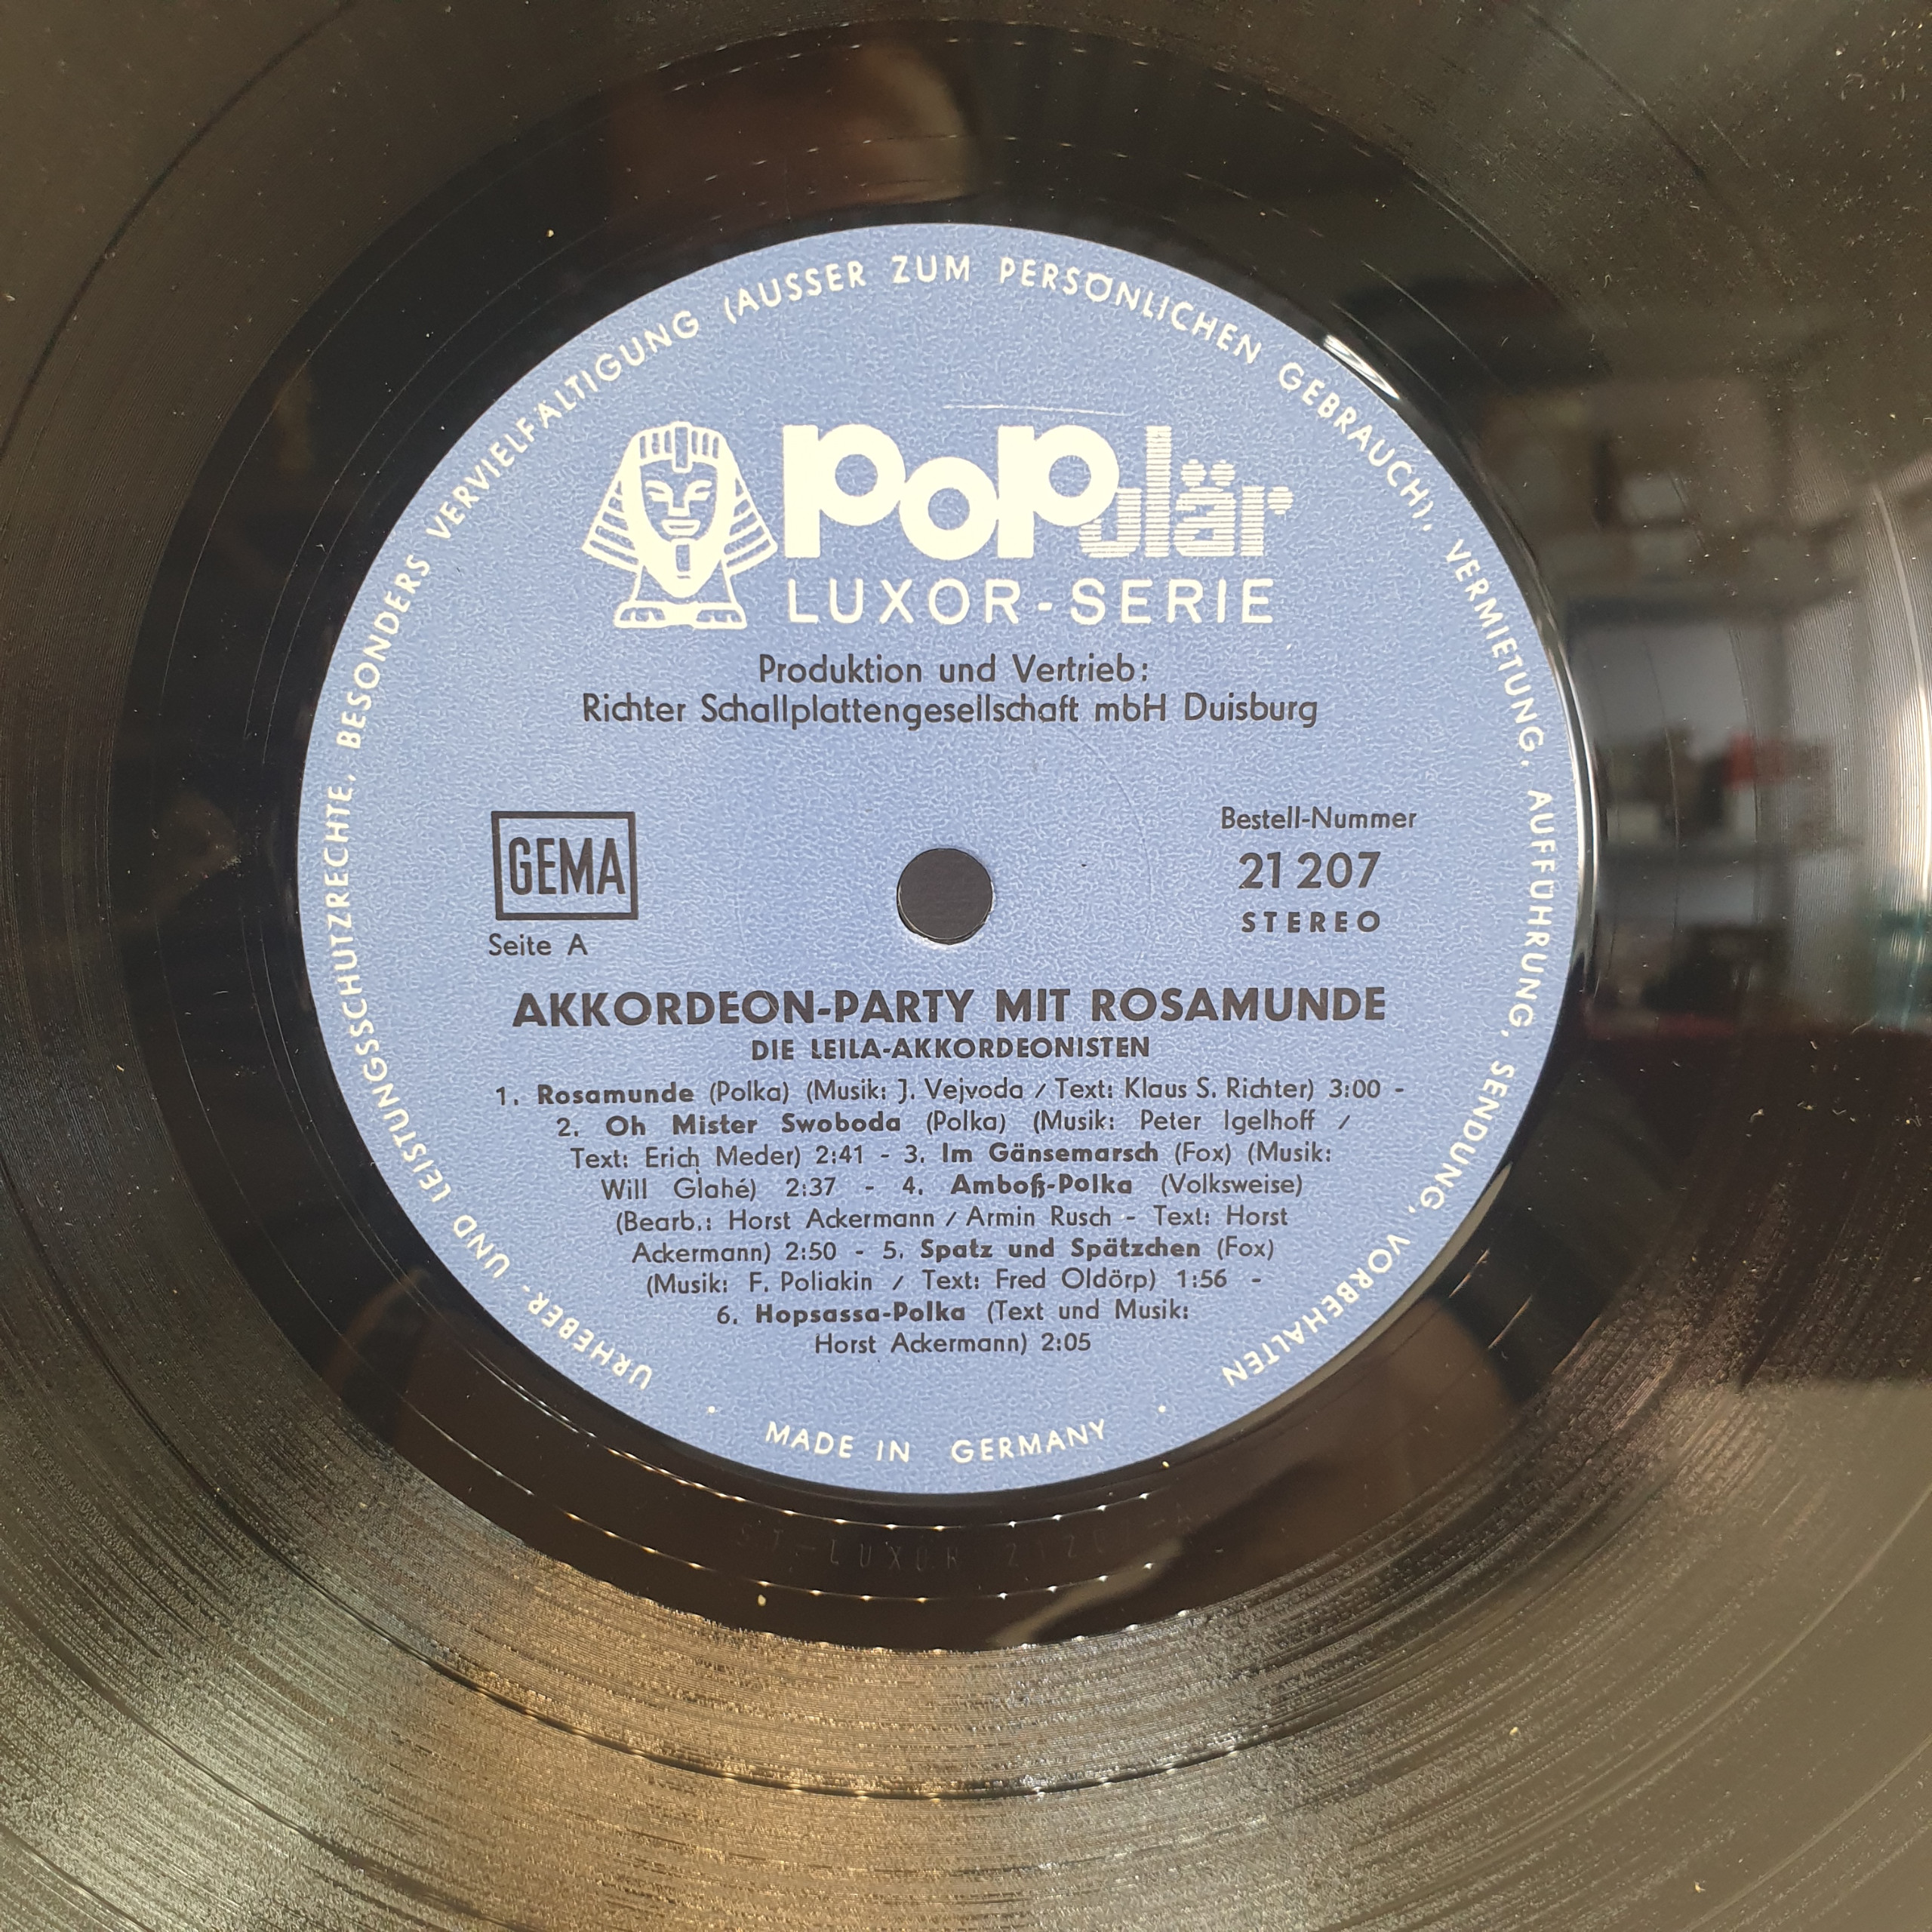 URHEBER- UND LEISTUNGSSCHUTZRECHTE, BESONDERS VERVIELFÄLTIGUNG (AUSSER ZUM PERSÖNLICHEN GEBRAUCH), VERMIETUNG, AUFFÜHRUNG, SENDUNG, VORBEHALTEN
POPulär
LUXOR-SERIE
Produktion und Vertrieb:
Richter Schallplattengesellschaft mbH Duisburg
GEMA
Seite A
Bestell-Nummer
21 207
STEREO
AKKORDEON-PARTY MIT ROSAMUNDE
DIE LEILA-AKKORDEONISTEN
1. Rosamunde (Polka) (Musik: J. Vejvoda / Text: Klaus S. Richter) 3:00 -
2. Oh Mister Swoboda (Polka) (Musik: Peter Igelhoff /
Text: Erich Meder) 2:41 - 3. Im Gänsemarsch (Fox) (Musik:
Will Glahé) 2:37 - 4. Amboß-Polka (Volksweise)
(Bearb.: Horst Ackermann / Armin Rusch - Text: Horst
Ackermann) 2:50 - 5. Spatz und Spätzchen (Fox)
(Musik: F. Poliakin / Text: Fred Oldörp) 1:56 -
6. Hopsassa-Polka (Text und Musik:
Horst Ackermann) 2:05
• MADE IN GERMANY •
ST-LUXOR